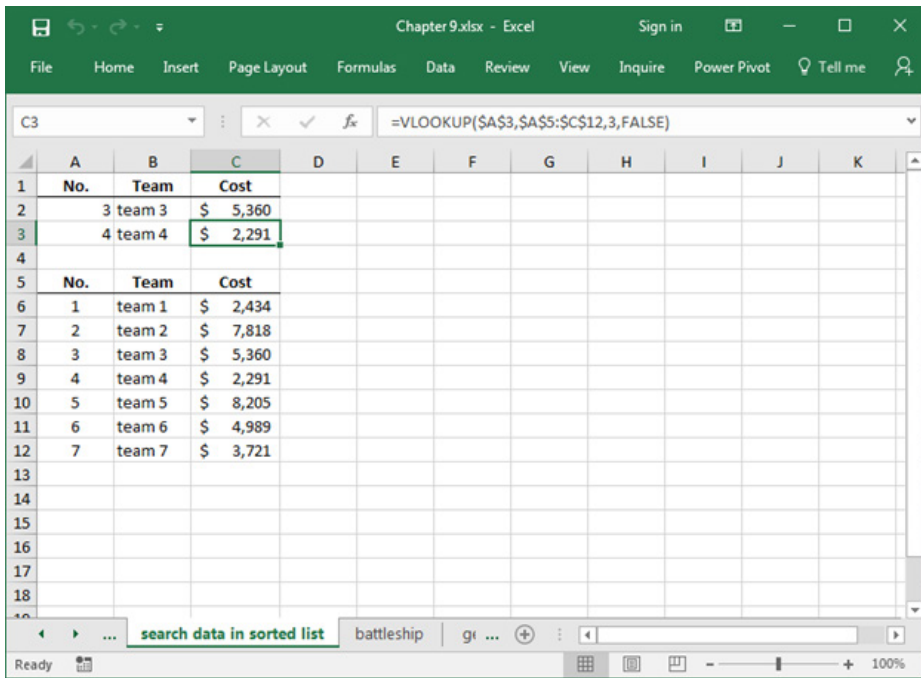 Chapter 9.xlsx - Excel Sign in
File Home Insert Page Layout Formulas Data Review View Inquire Power Pivot Tell me
C3 fx =VLOOKUP($A$3,$A$5:$C$12,3,FALSE)
A B C D E F G H I J K
1 No. Team Cost
2 3 team 3 $ 5,360
3 4 team 4 $ 2,291
4
5 No. Team Cost
6 1 team 1 $ 2,434
7 2 team 2 $ 7,818
8 3 team 3 $ 5,360
9 4 team 4 $ 2,291
10 5 team 5 $ 8,205
11 6 team 6 $ 4,989
12 7 team 7 $ 3,721
13
14
15
16
17
18
... search data in sorted list battleship ge ...
Ready 100%